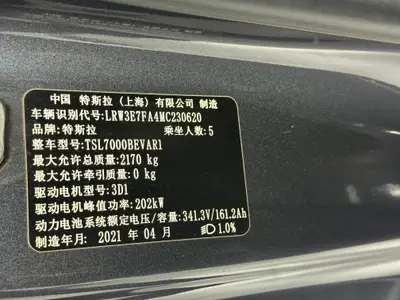 中国 特斯拉（上海）有限公司 制造
车辆识别代号:LRW3E7FA4MC230620
品牌:特斯拉 乘坐人数:5
整车型号:TSL7000BEVAR1
最大允许总质量:2170 kg
最大允许牵引质量:0 kg
驱动电机型号:3D1
驱动电机峰值功率:202kW
动力电池系统额定电压/容量:341.3V/161.2Ah
制造年月: 2021 年 04 月 1.0%